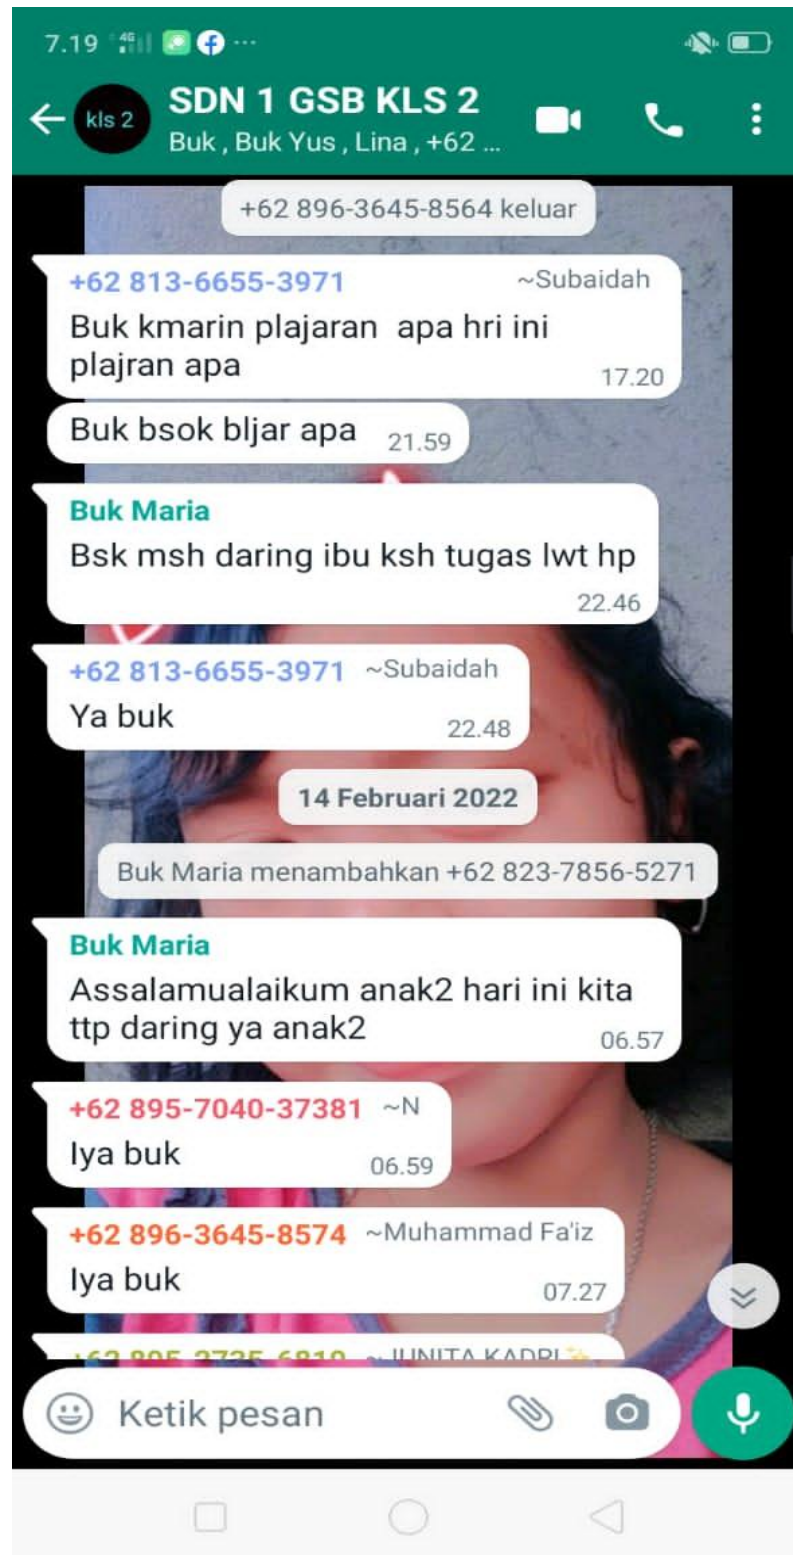 7.19 4G
kls 2
SDN 1 GSB KLS 2
Buk , Buk Yus , Lina , +62 ...
+62 896-3645-8564 keluar
+62 813-6655-3971 ~Subaidah
Buk kmarin plajaran apa hri ini
plajran apa
17.20
Buk bsok bljar apa 21.59
Buk Maria
Bsk msh daring ibu ksh tugas lwt hp
22.46
+62 813-6655-3971 ~Subaidah
Ya buk 22.48
14 Februari 2022
Buk Maria menambahkan +62 823-7856-5271
Buk Maria
Assalamualaikum anak2 hari ini kita
ttp daring ya anak2 06.57
+62 895-7040-37381 ~N
Iya buk 06.59
+62 896-3645-8574 ~Muhammad Fa'iz
Iya buk 07.27
~JUNITA KADRI
Ketik pesan